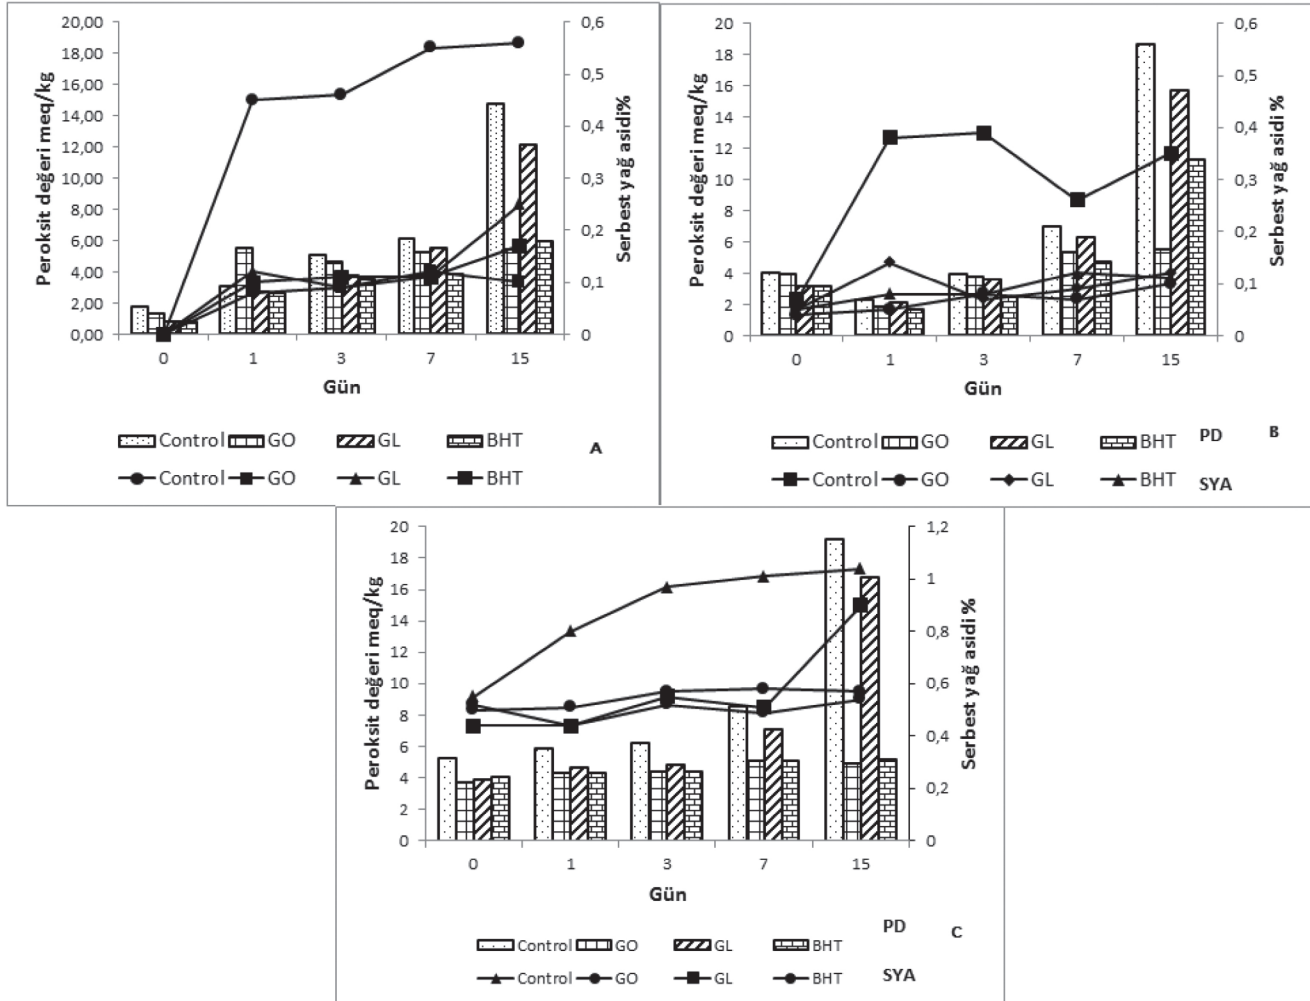 Peroksit değeri meq/kg
20,00
18,00
16,00
14,00
12,00
10,00
8,00
6,00
4,00
2,00
0,00
0,6
0,5
0,4
0,3
0,2
0,1
0
Serbest yağ asidi%
0 1 3 7 15
Gün
Control GO GL BHT
A
Control GO GL BHT
Peroksit değeri meq/kg
20
18
16
14
12
10
8
6
4
2
0
0,6
0,5
0,4
0,3
0,2
0,1
0
Serbest yağ asidi %
0 1 3 7 15
Gün
Control GO GL BHT PD B
Control GO GL BHT SYA
Peroksit değeri meq/kg
20
18
16
14
12
10
8
6
4
2
0
1,2
1
0,8
0,6
0,4
0,2
0
Serbest yağ asidi %
0 1 3 7 15
Gün
PD C
Control GO GL BHT
Control GO GL BHT SYA